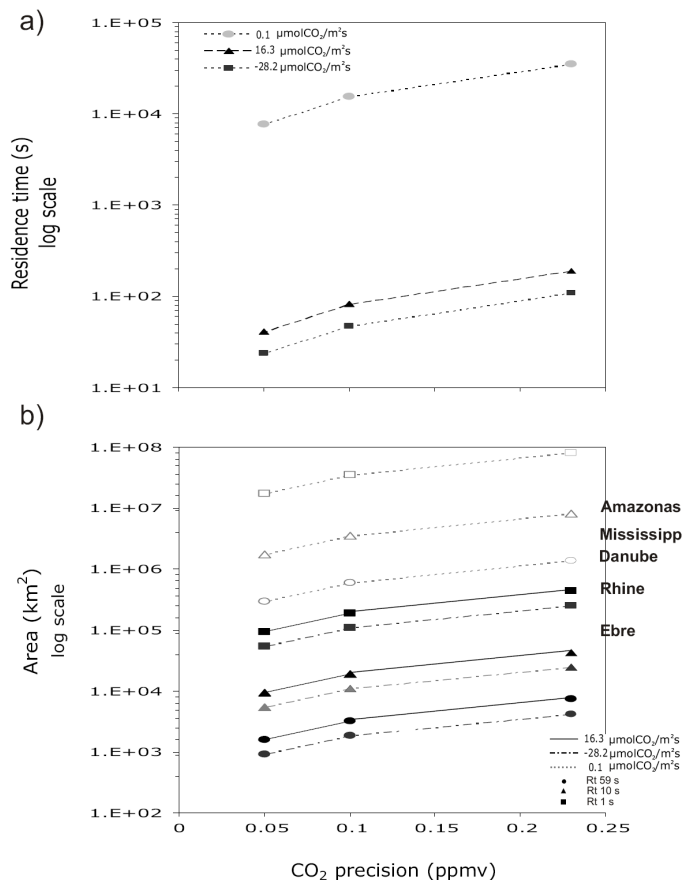 a)
1.E+05
0.1 µmolCO₂/m²s
16.3 µmolCO₂/m²s
-28.2 µmolCO₂/m²s
1.E+04
1.E+03
1.E+02
1.E+01
Residence time (s)
log scale
b)
1.E+08
1.E+07
1.E+06
1.E+05
1.E+04
1.E+03
1.E+02
Area (km²)
log scale
Amazonas
Mississipp
Danube
Rhine
Ebre
16.3 µmolCO₂/m²s
-28.2 µmolCO₂/m²s
0.1 µmolCO₂/m²s
Rt 59 s
Rt 10 s
Rt 1 s
0 0.05 0.1 0.15 0.2 0.25
CO₂ precision (ppmv)